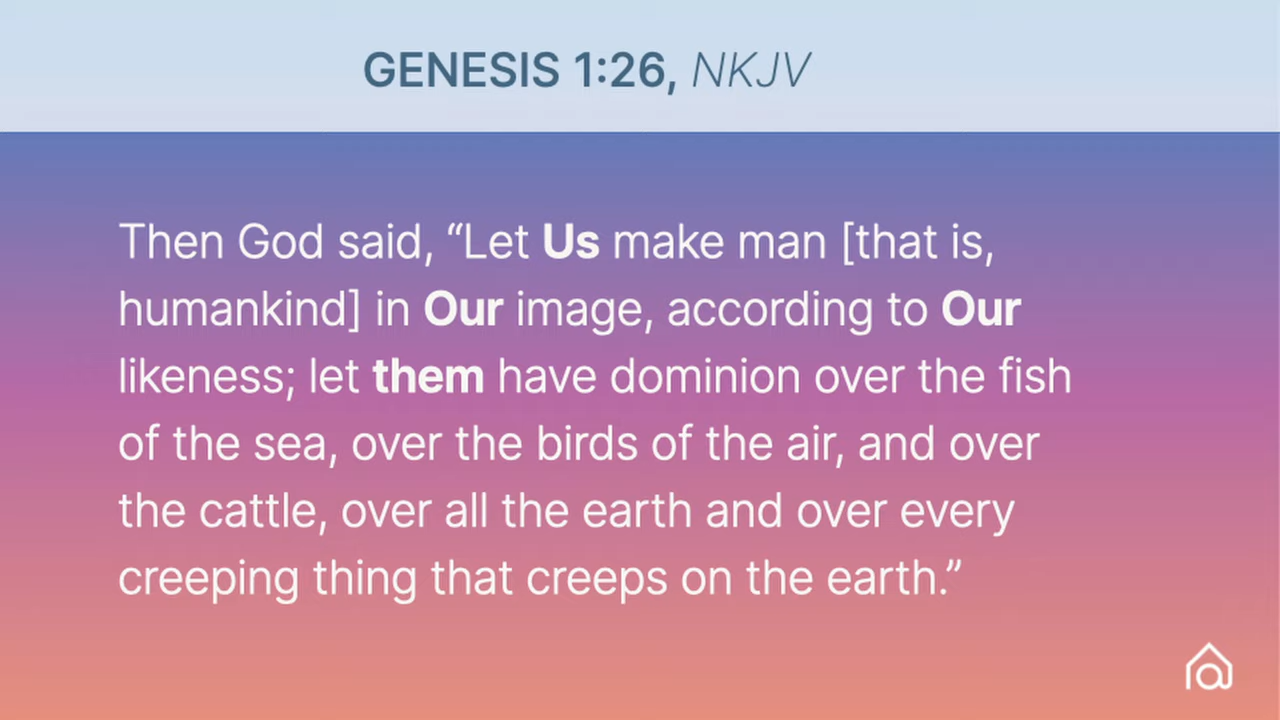 GENESIS 1:26, NKJV
Then God said, “Let Us make man [that is,
humankind] in Our image, according to Our
likeness; let them have dominion over the fish
of the sea, over the birds of the air, and over
the cattle, over all the earth and over every
creeping thing that creeps on the earth.”